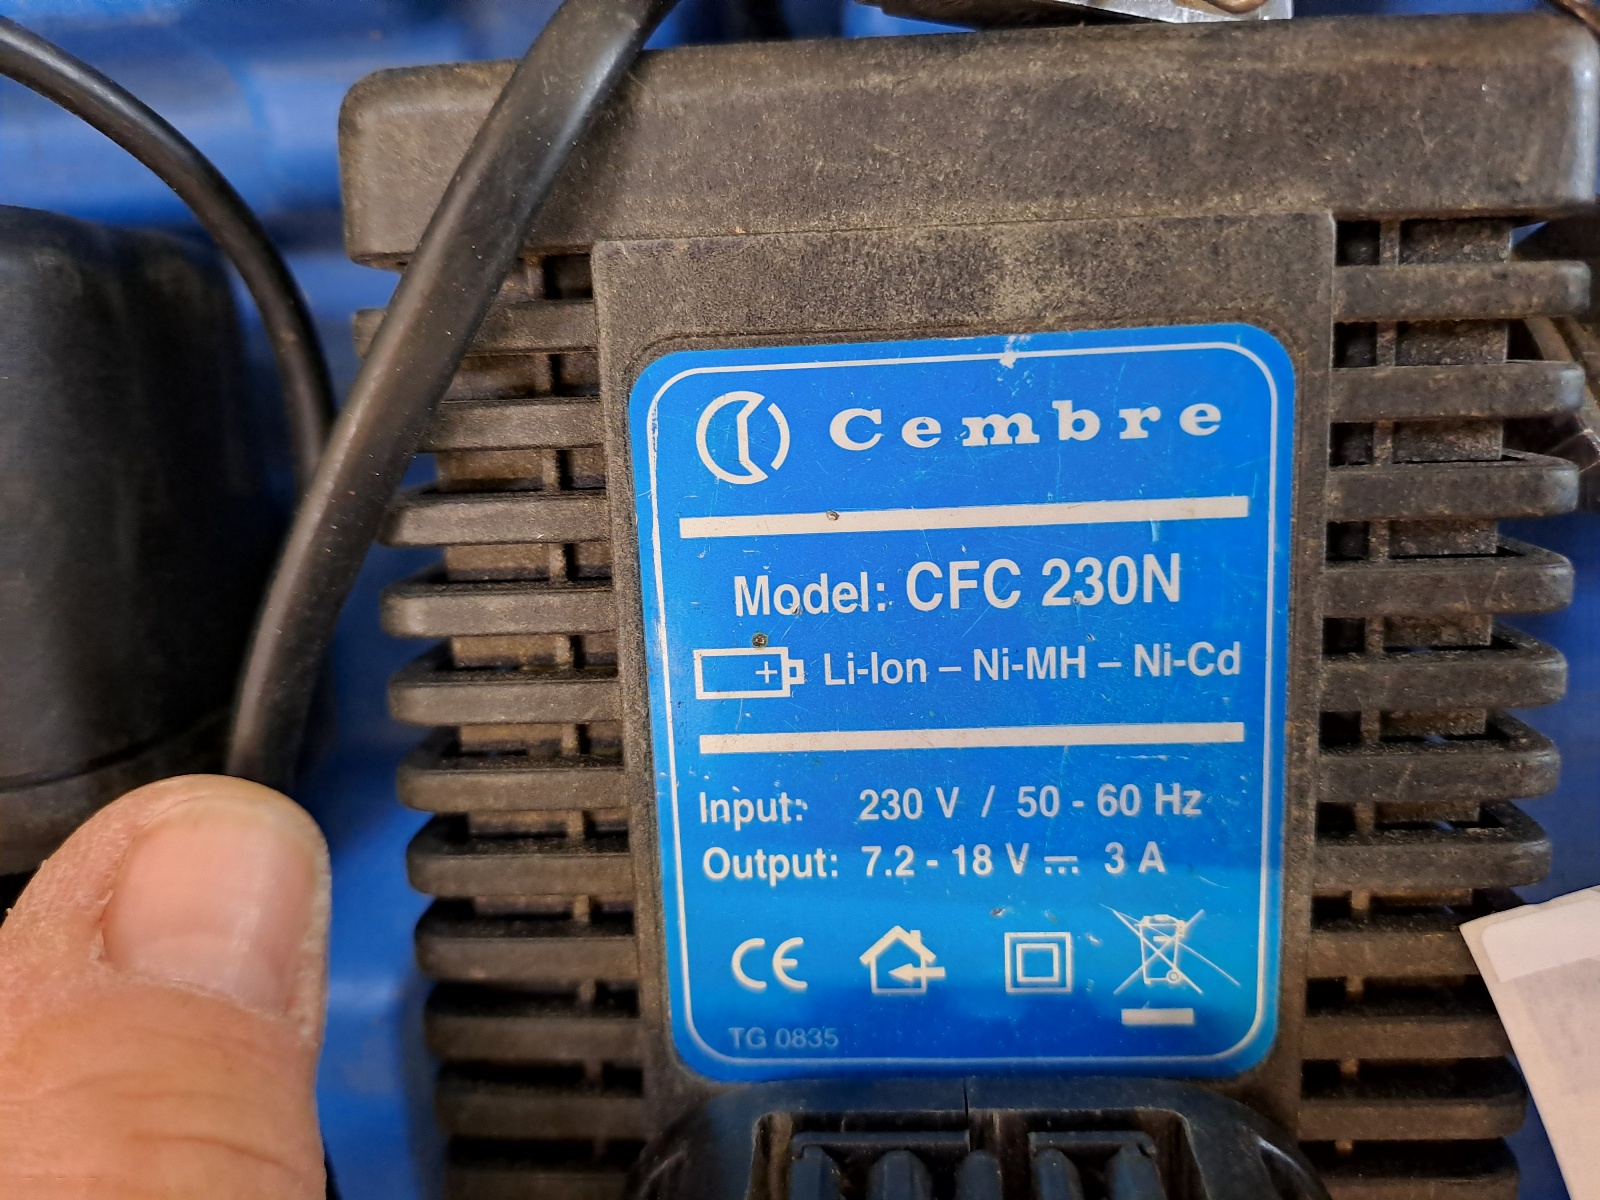 Cembre
Model: CFC 230N
+ Li-Ion – Ni-MH – Ni-Cd
Input: 230 V / 50 - 60 Hz
Output: 7.2 - 18 V ⎓ 3 A
CE
TG 0835